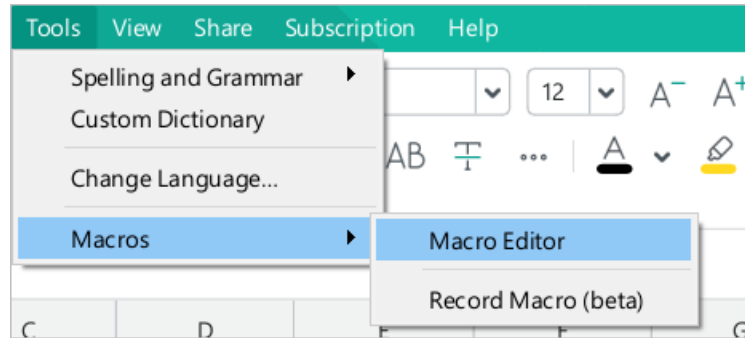 Tools View Share Subscription Help
Spelling and Grammar
12 A⁻ A⁺
Custom Dictionary
AB T ... A
Change Language...
Macros
Macro Editor
Record Macro (beta)
C D E F G